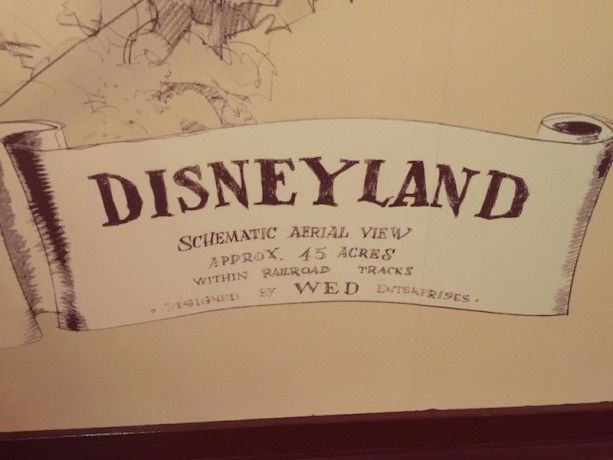 DISNEYLAND
SCHEMATIC AERIAL VIEW
APPROX. 45 ACRES
WITHIN RAILROAD TRACKS
· DESIGNED BY WED ENTERPRISES ·